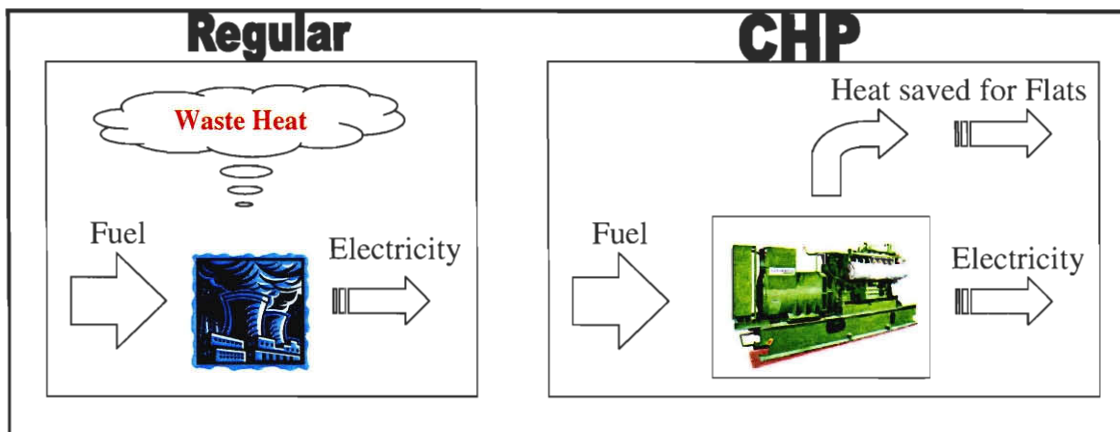 Regular
CHP
Waste Heat
Fuel
Electricity
Heat saved for Flats
Fuel
Electricity